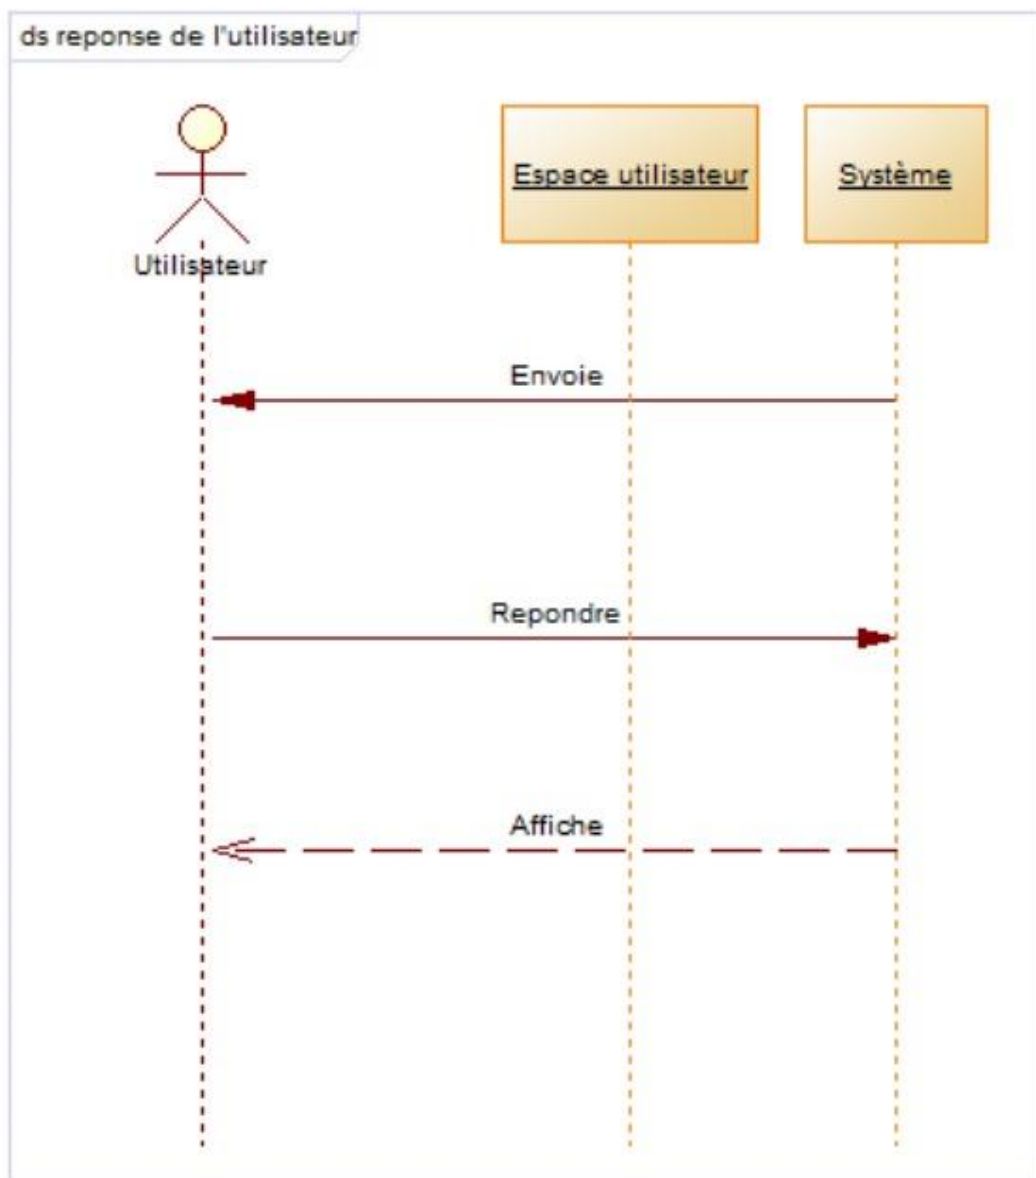 ds reponse de l'utilisateur
Utilisateur
Espace utilisateur
Système
Envoie
Repondre
Affiche